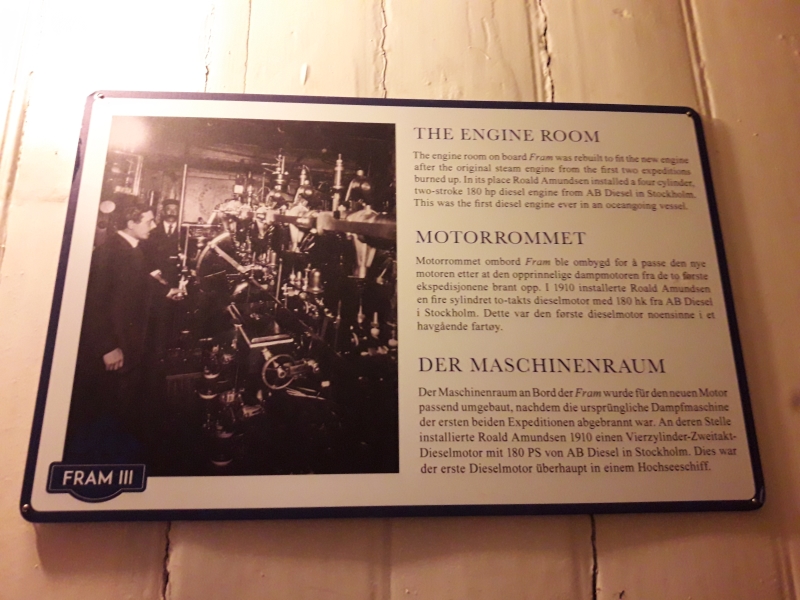 THE ENGINE ROOM
The engine room on board Fram was rebuilt to fit the new engine
after the original steam engine from the first two expeditions
burned up. In its place Roald Amundsen installed a four cylinder,
two-stroke 180 hp diesel engine from AB Diesel in Stockholm.
This was the first diesel engine ever in an oceangoing vessel.
MOTORROMMET
Motorrommet ombord Fram ble ombygd for å passe den nye
motoren etter at den opprinnelige dampmotoren fra de to første
ekspedisjonene brant opp. I 1910 installerte Roald Amundsen
en fire sylindret to-takts dieselmotor med 180 hk fra AB Diesel
i Stockholm. Dette var den første dieselmotor noensinne i et
havgående fartøy.
DER MASCHINENRAUM
Der Maschinenraum an Bord der Fram wurde für den neuen Motor
passend umgebaut, nachdem die ursprüngliche Dampfmaschine
der ersten beiden Expeditionen abgebrannt war. An deren Stelle
installierte Roald Amundsen 1910 einen Vierzylinder-Zweitakt-
Dieselmotor mit 180 PS von AB Diesel in Stockholm. Dies war
der erste Dieselmotor überhaupt in einem Hochseeschiff.
FRAM III